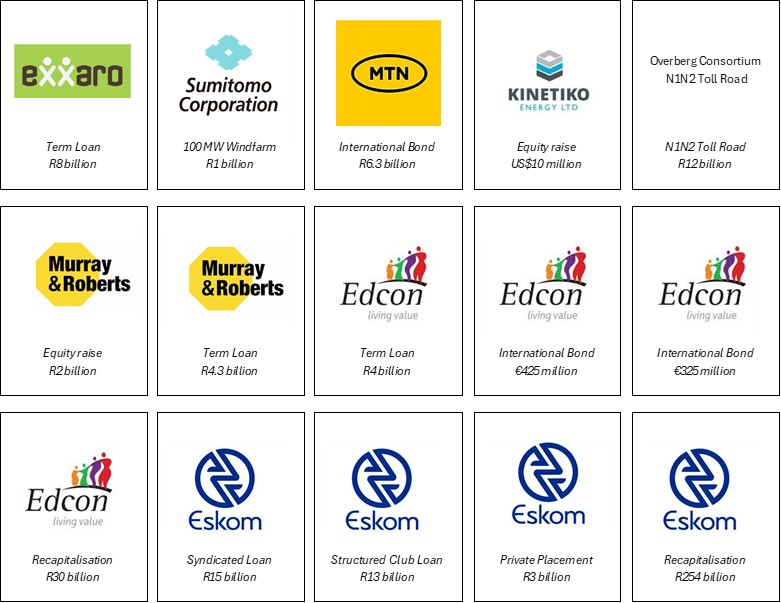 exxaro
Term Loan
R8 billion
Sumitomo
Corporation
100 MW Windfarm
R1 billion
MTN
International Bond
R6.3 billion
KINETIKO
ENERGY LTD
Equity raise
US$10 million
Overberg Consortium
N1N2 Toll Road
N1N2 Toll Road
R12 billion
Murray
&Roberts
Equity raise
R2 billion
Murray
&Roberts
Term Loan
R4.3 billion
Edcon
living value
Term Loan
R4 billion
Edcon
living value
International Bond
€425 million
Edcon
living value
International Bond
€325 million
Edcon
living value
Recapitalisation
R30 billion
Eskom
Syndicated Loan
R15 billion
Eskom
Structured Club Loan
R13 billion
Eskom
Private Placement
R3 billion
Eskom
Recapitalisation
R254 billion